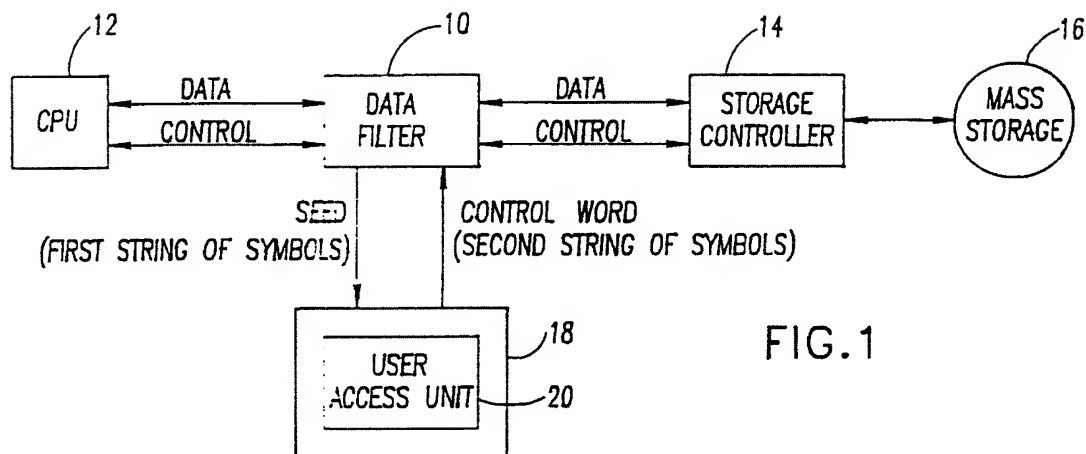 12
10
14
16
CPU
DATA
CONTROL
DATA
FILTER
DATA
CONTROL
STORAGE
CONTROLLER
MASS
STORAGE
SEED
(FIRST STRING OF SYMBOLS)
CONTROL WORD
(SECOND STRING OF SYMBOLS)
18
USER
ACCESS UNIT
20
FIG.1